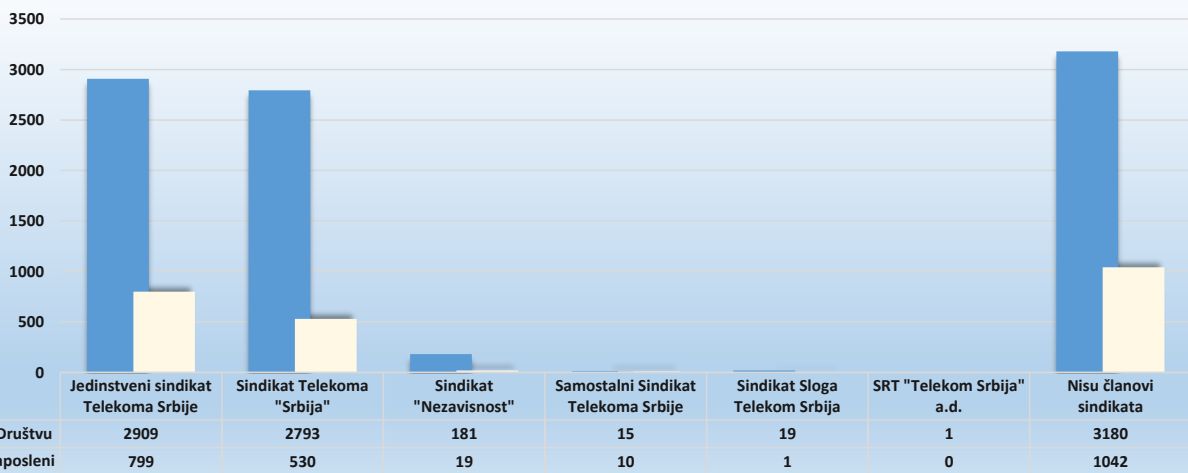 3500
3000
2500
2000
1500
1000
500
0
Jedinstveni sindikat Telekoma Srbije
Sindikat Telekoma "Srbija"
Sindikat "Nezavisnost"
Samostalni Sindikat Telekoma Srbije
Sindikat Sloga Telekom Srbija
SRT "Telekom Srbija" a.d.
Nisu članovi sindikata
Društvu 2909 2793 181 15 19 1 3180
799 530 19 10 1 0 1042